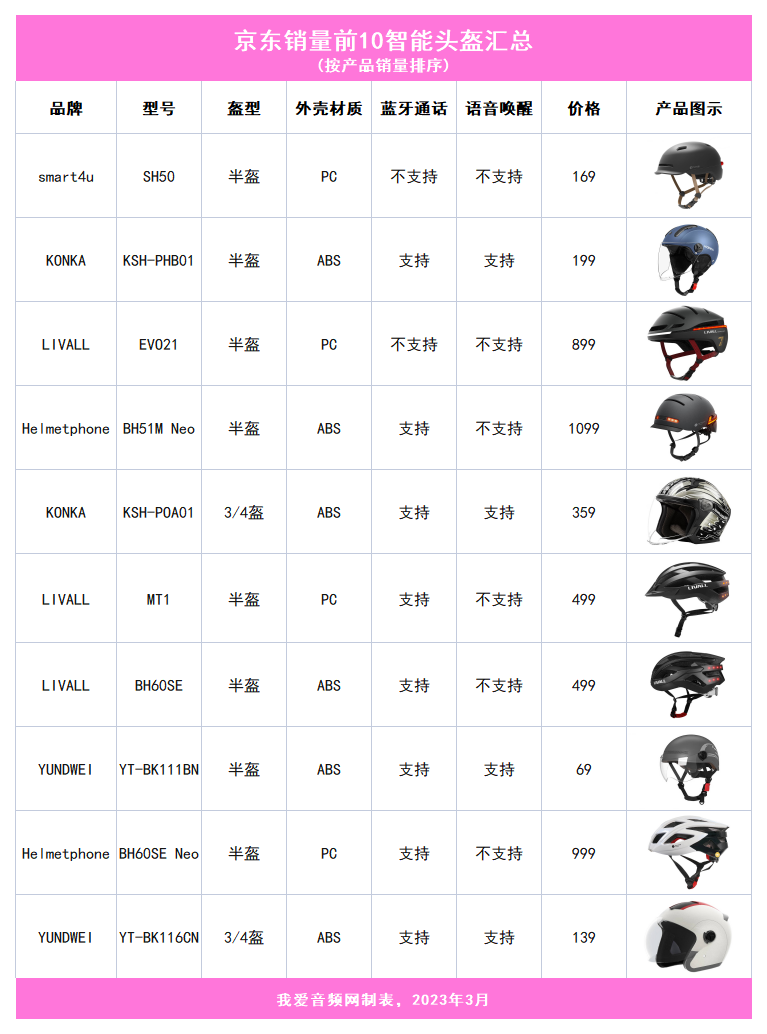 京东销量前10智能头盔汇总
(按产品销量排序)
品牌 型号 盔型 外壳材质 蓝牙通话 语音唤醒 价格 产品图示
smart4u SH50 半盔 PC 不支持 不支持 169
KONKA KSH-PHB01 半盔 ABS 支持 支持 199
LIVALL EVO21 半盔 PC 不支持 不支持 899
Helmetphone BH51M Neo 半盔 ABS 支持 不支持 1099
KONKA KSH-POA01 3/4盔 ABS 支持 支持 359
LIVALL MT1 半盔 PC 支持 不支持 499
LIVALL BH60SE 半盔 ABS 支持 不支持 499
YUNDWEI YT-BK111BN 半盔 ABS 支持 支持 69
Helmetphone BH60SE Neo 半盔 PC 支持 不支持 999
YUNDWEI YT-BK116CN 3/4盔 ABS 支持 支持 139
我爱音频网制表，2023年3月